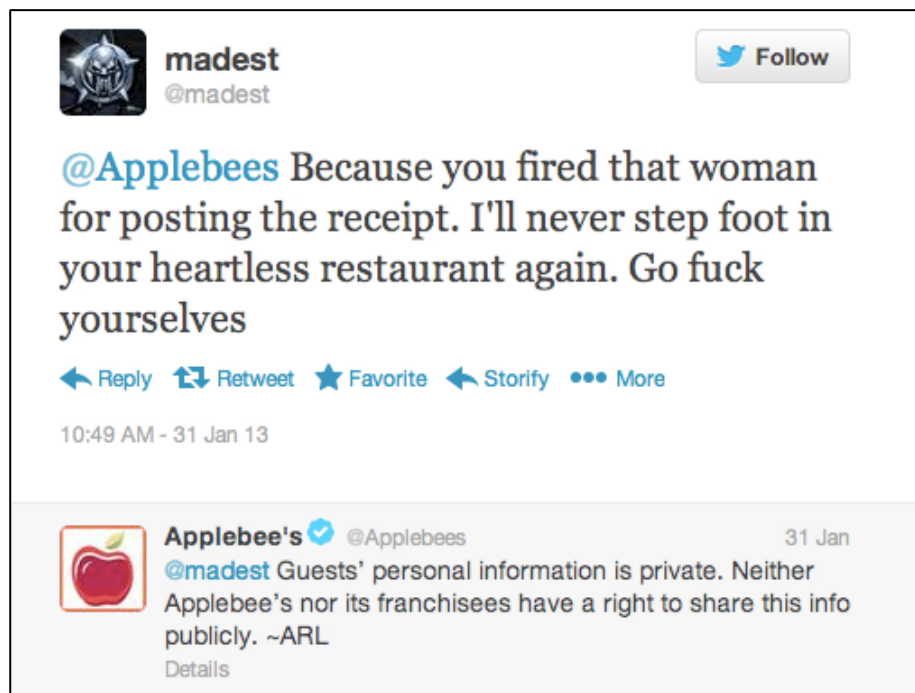 madest
Follow
@madest
@Applebees Because you fired that woman
for posting the receipt. I'll never step foot in
your heartless restaurant again. Go fuck
yourselves
Reply Retweet Favorite Storify More
10:49 AM - 31 Jan 13
Applebee's @Applebees 31 Jan
@madest Guests’ personal information is private. Neither
Applebee’s nor its franchisees have a right to share this info
publicly. ~ARL
Details